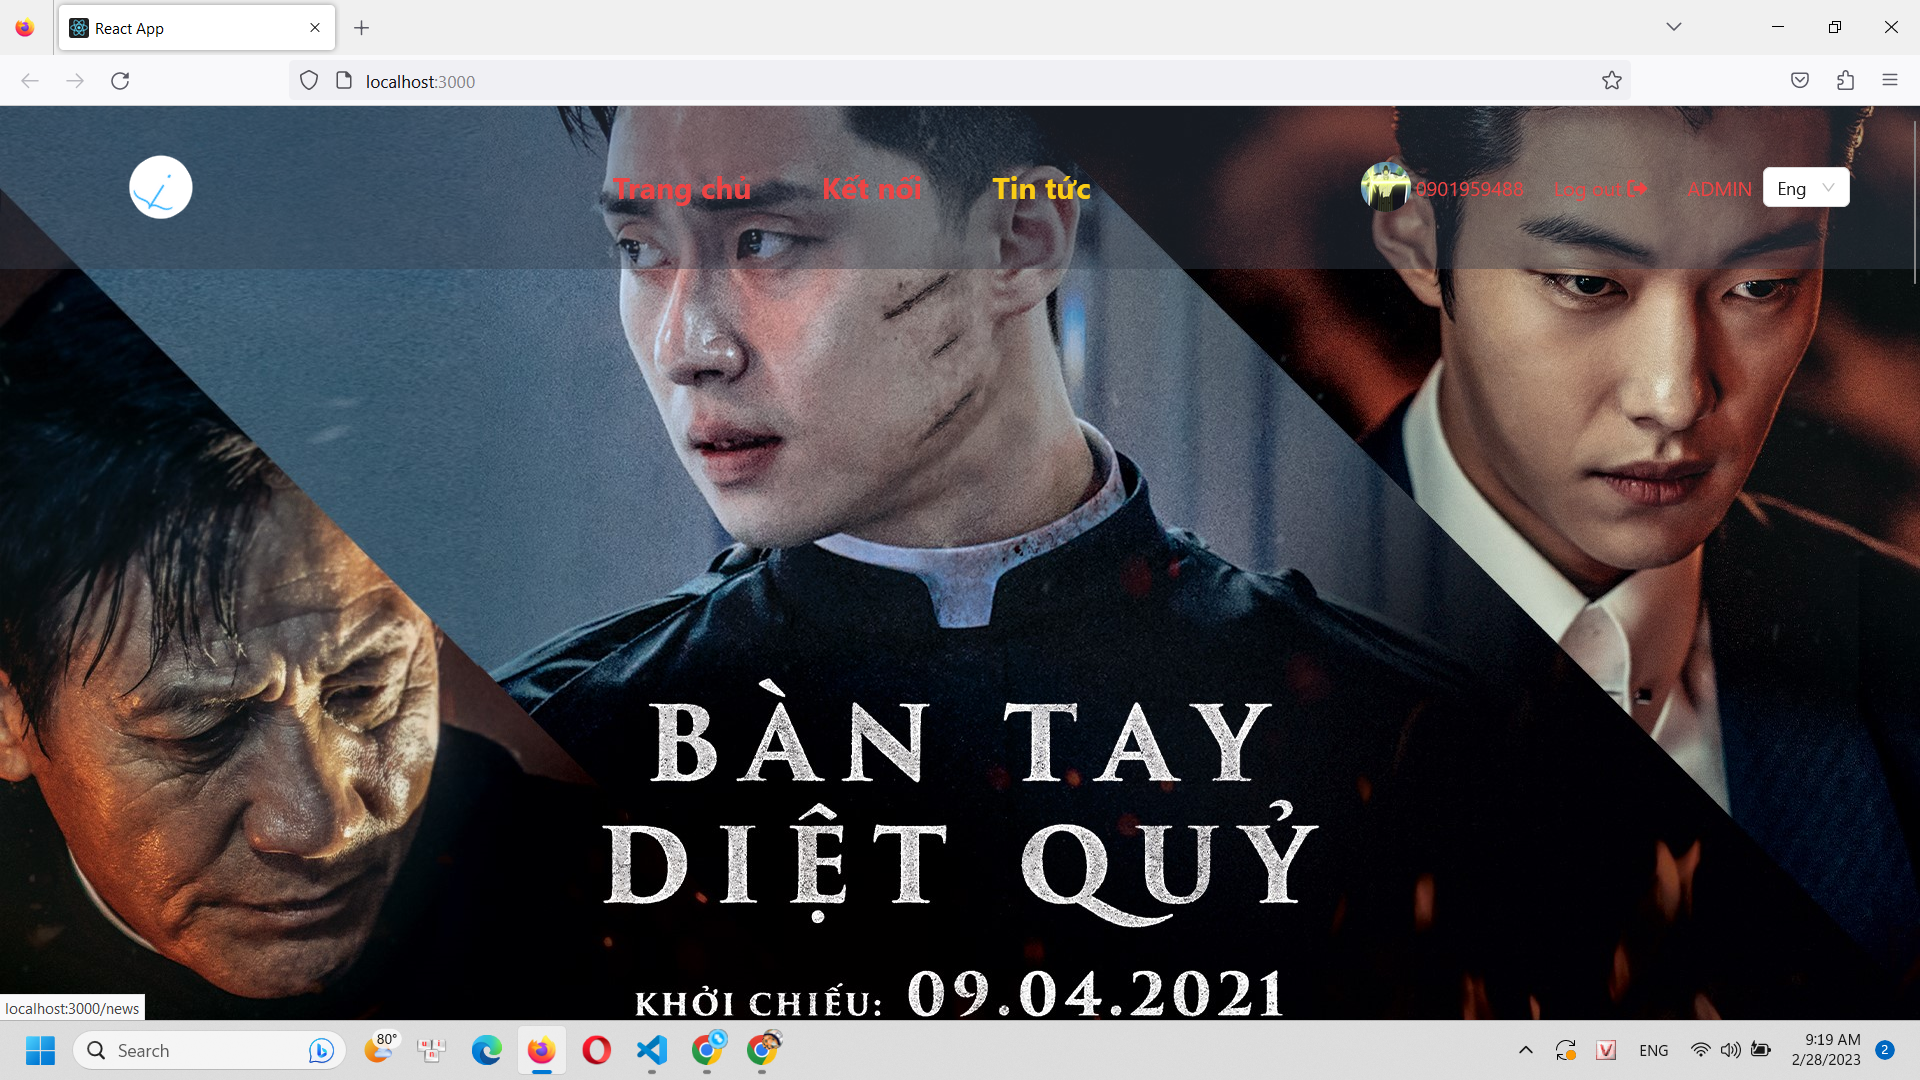 React App
localhost:3000
Trang chủ
Kết nối
Tin tức
0901959488
Log out
ADMIN
Eng
BÀN TAY
DIỆT QUỶ
KHỞI CHIẾU: 09.04.2021
localhost:3000/news
Search
80°
ENG
9:19 AM
2/28/2023
2